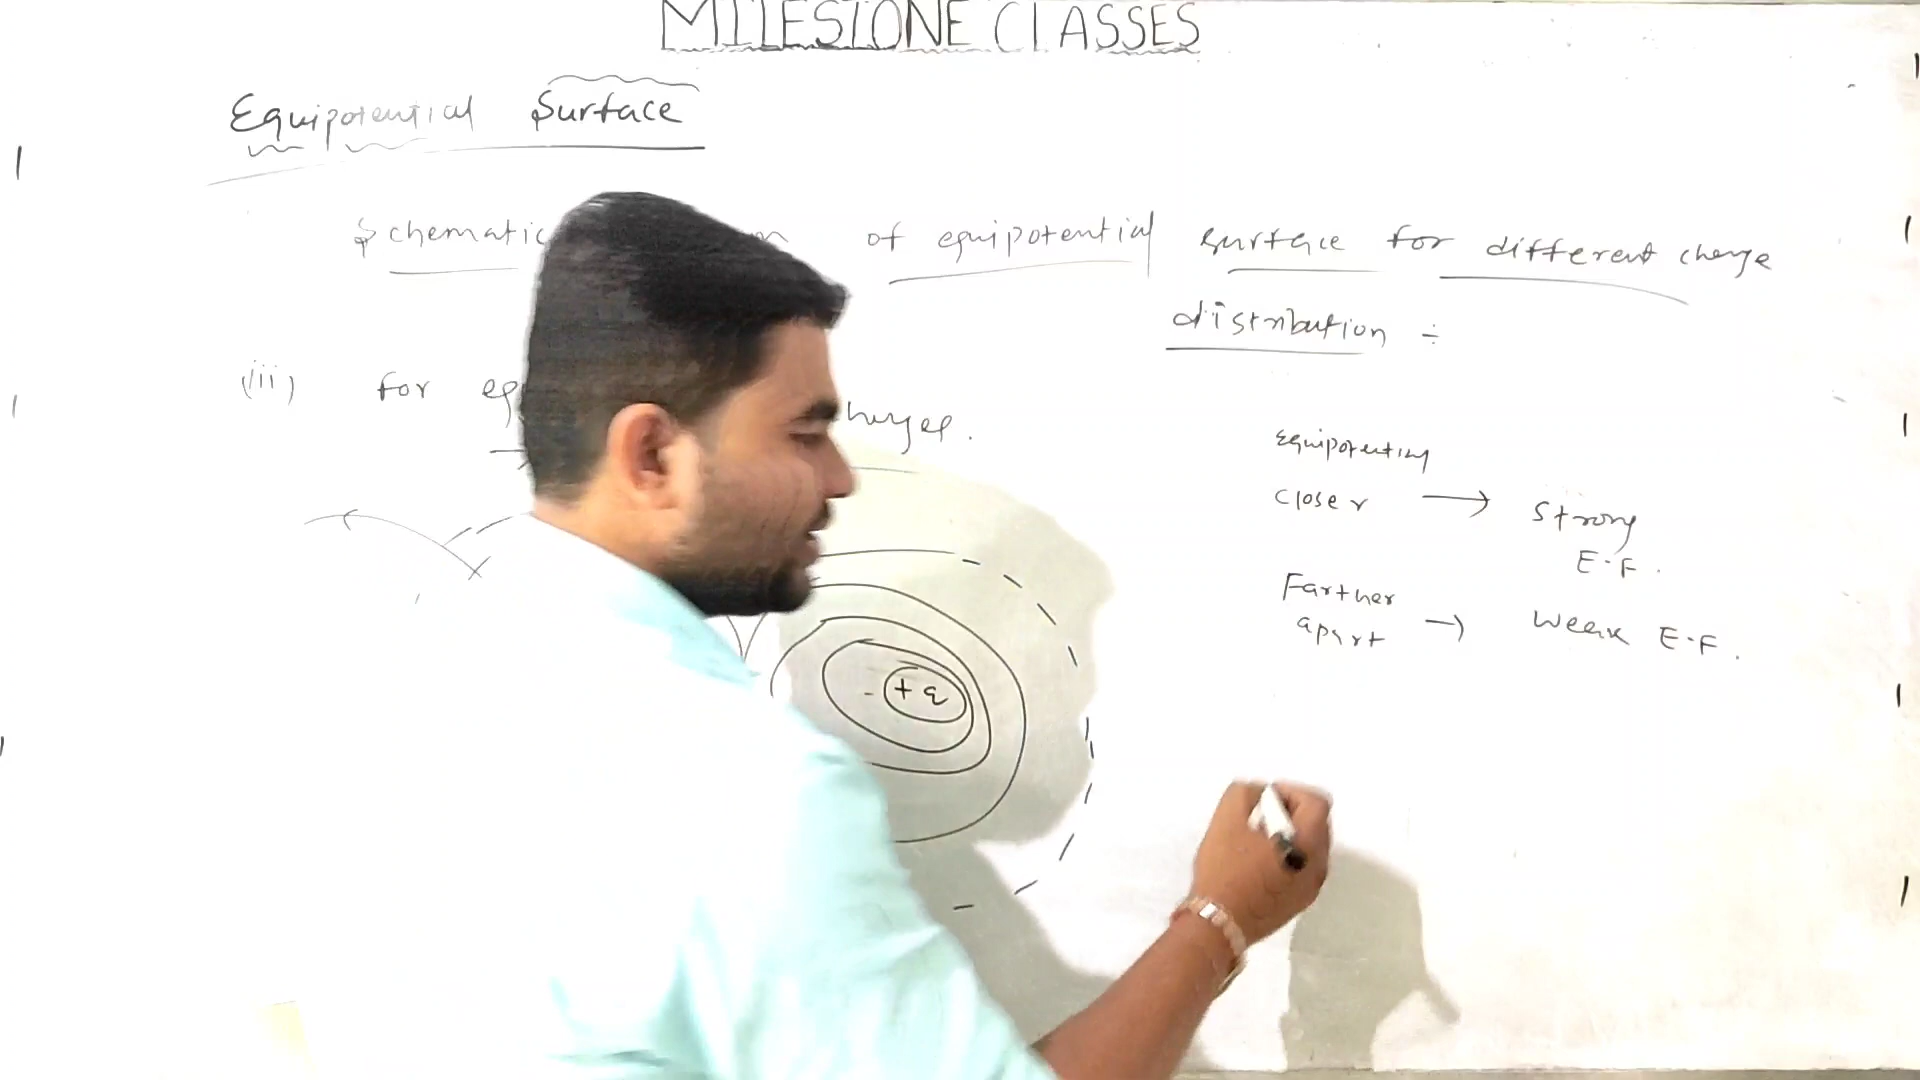 MILESTONE CLASSES
Equipotential Surface
Schematic of equipotential surface for different charge
distribution ÷
(iii) for
Equipotential
closer → strong
E.F.
Farther
apart → weak E.F.
+q